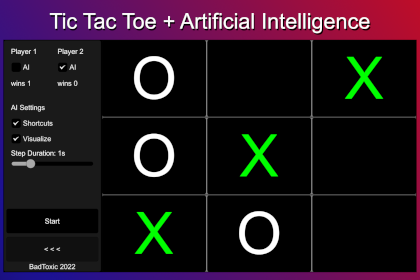 Tic Tac Toe + Artificial Intelligence
Player 1 Player 2
AI AI
wins 1 wins 0
AI Settings
Shortcuts
Visualize
Step Duration: 1s
Start
< < <
BadToxic 2022
O X
O X
X O